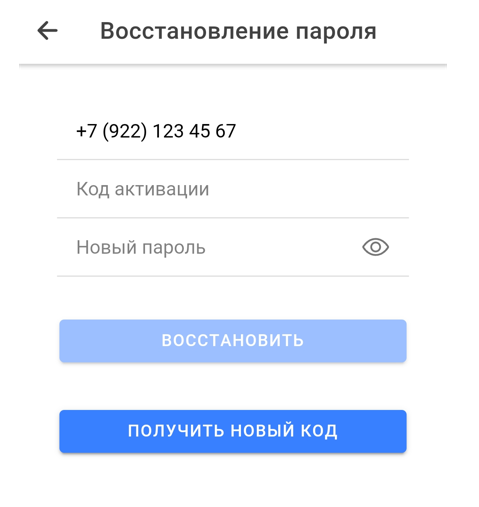 Восстановление пароля
+7 (922) 123 45 67
Код активации
Новый пароль
ВОССТАНОВИТЬ
ПОЛУЧИТЬ НОВЫЙ КОД